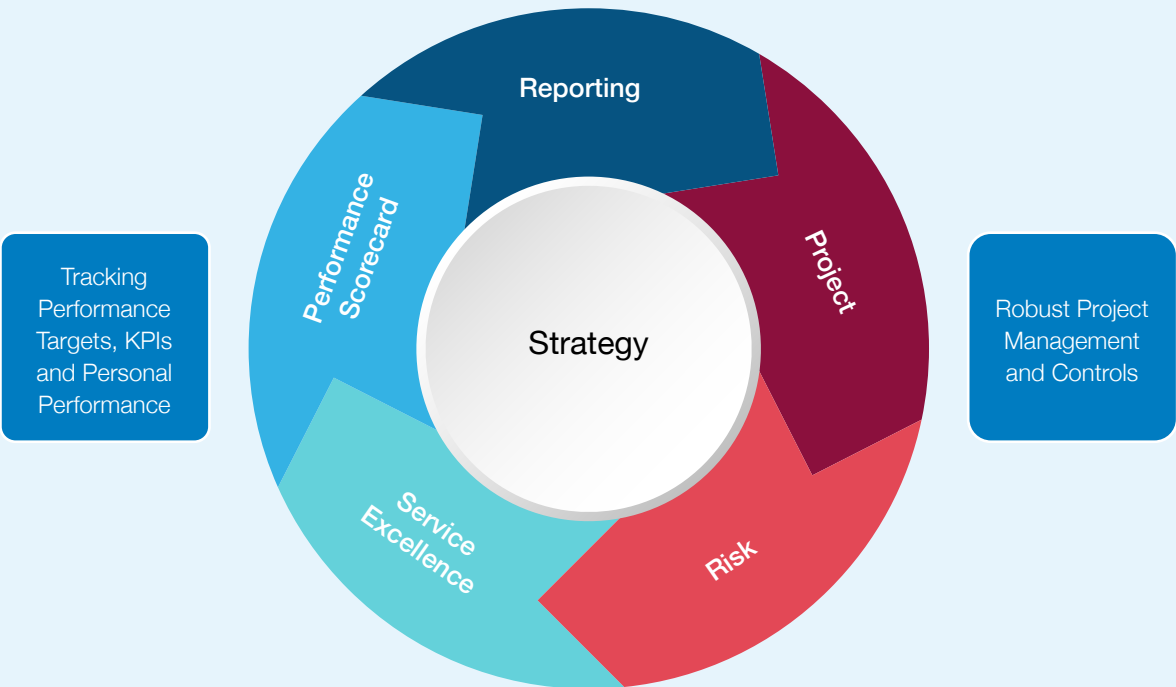 Reporting
Project
Risk
Service
Excellence
Performance
Scorecard
Strategy
Tracking
Performance
Targets, KPIs
and Personal
Performance
Robust Project
Management
and Controls